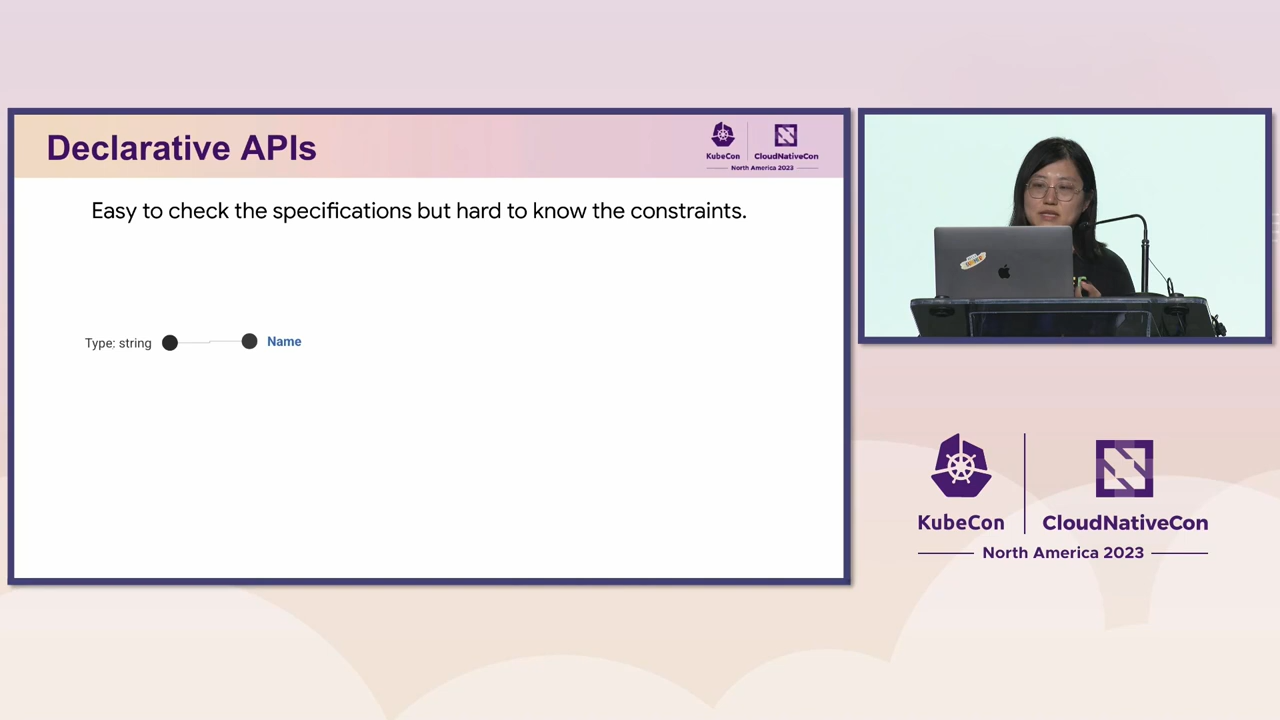 Declarative APIs
KubeCon
CloudNativeCon
North America 2023
Easy to check the specifications but hard to know the constraints.
Type: string
Name
KubeCon
CloudNativeCon
North America 2023